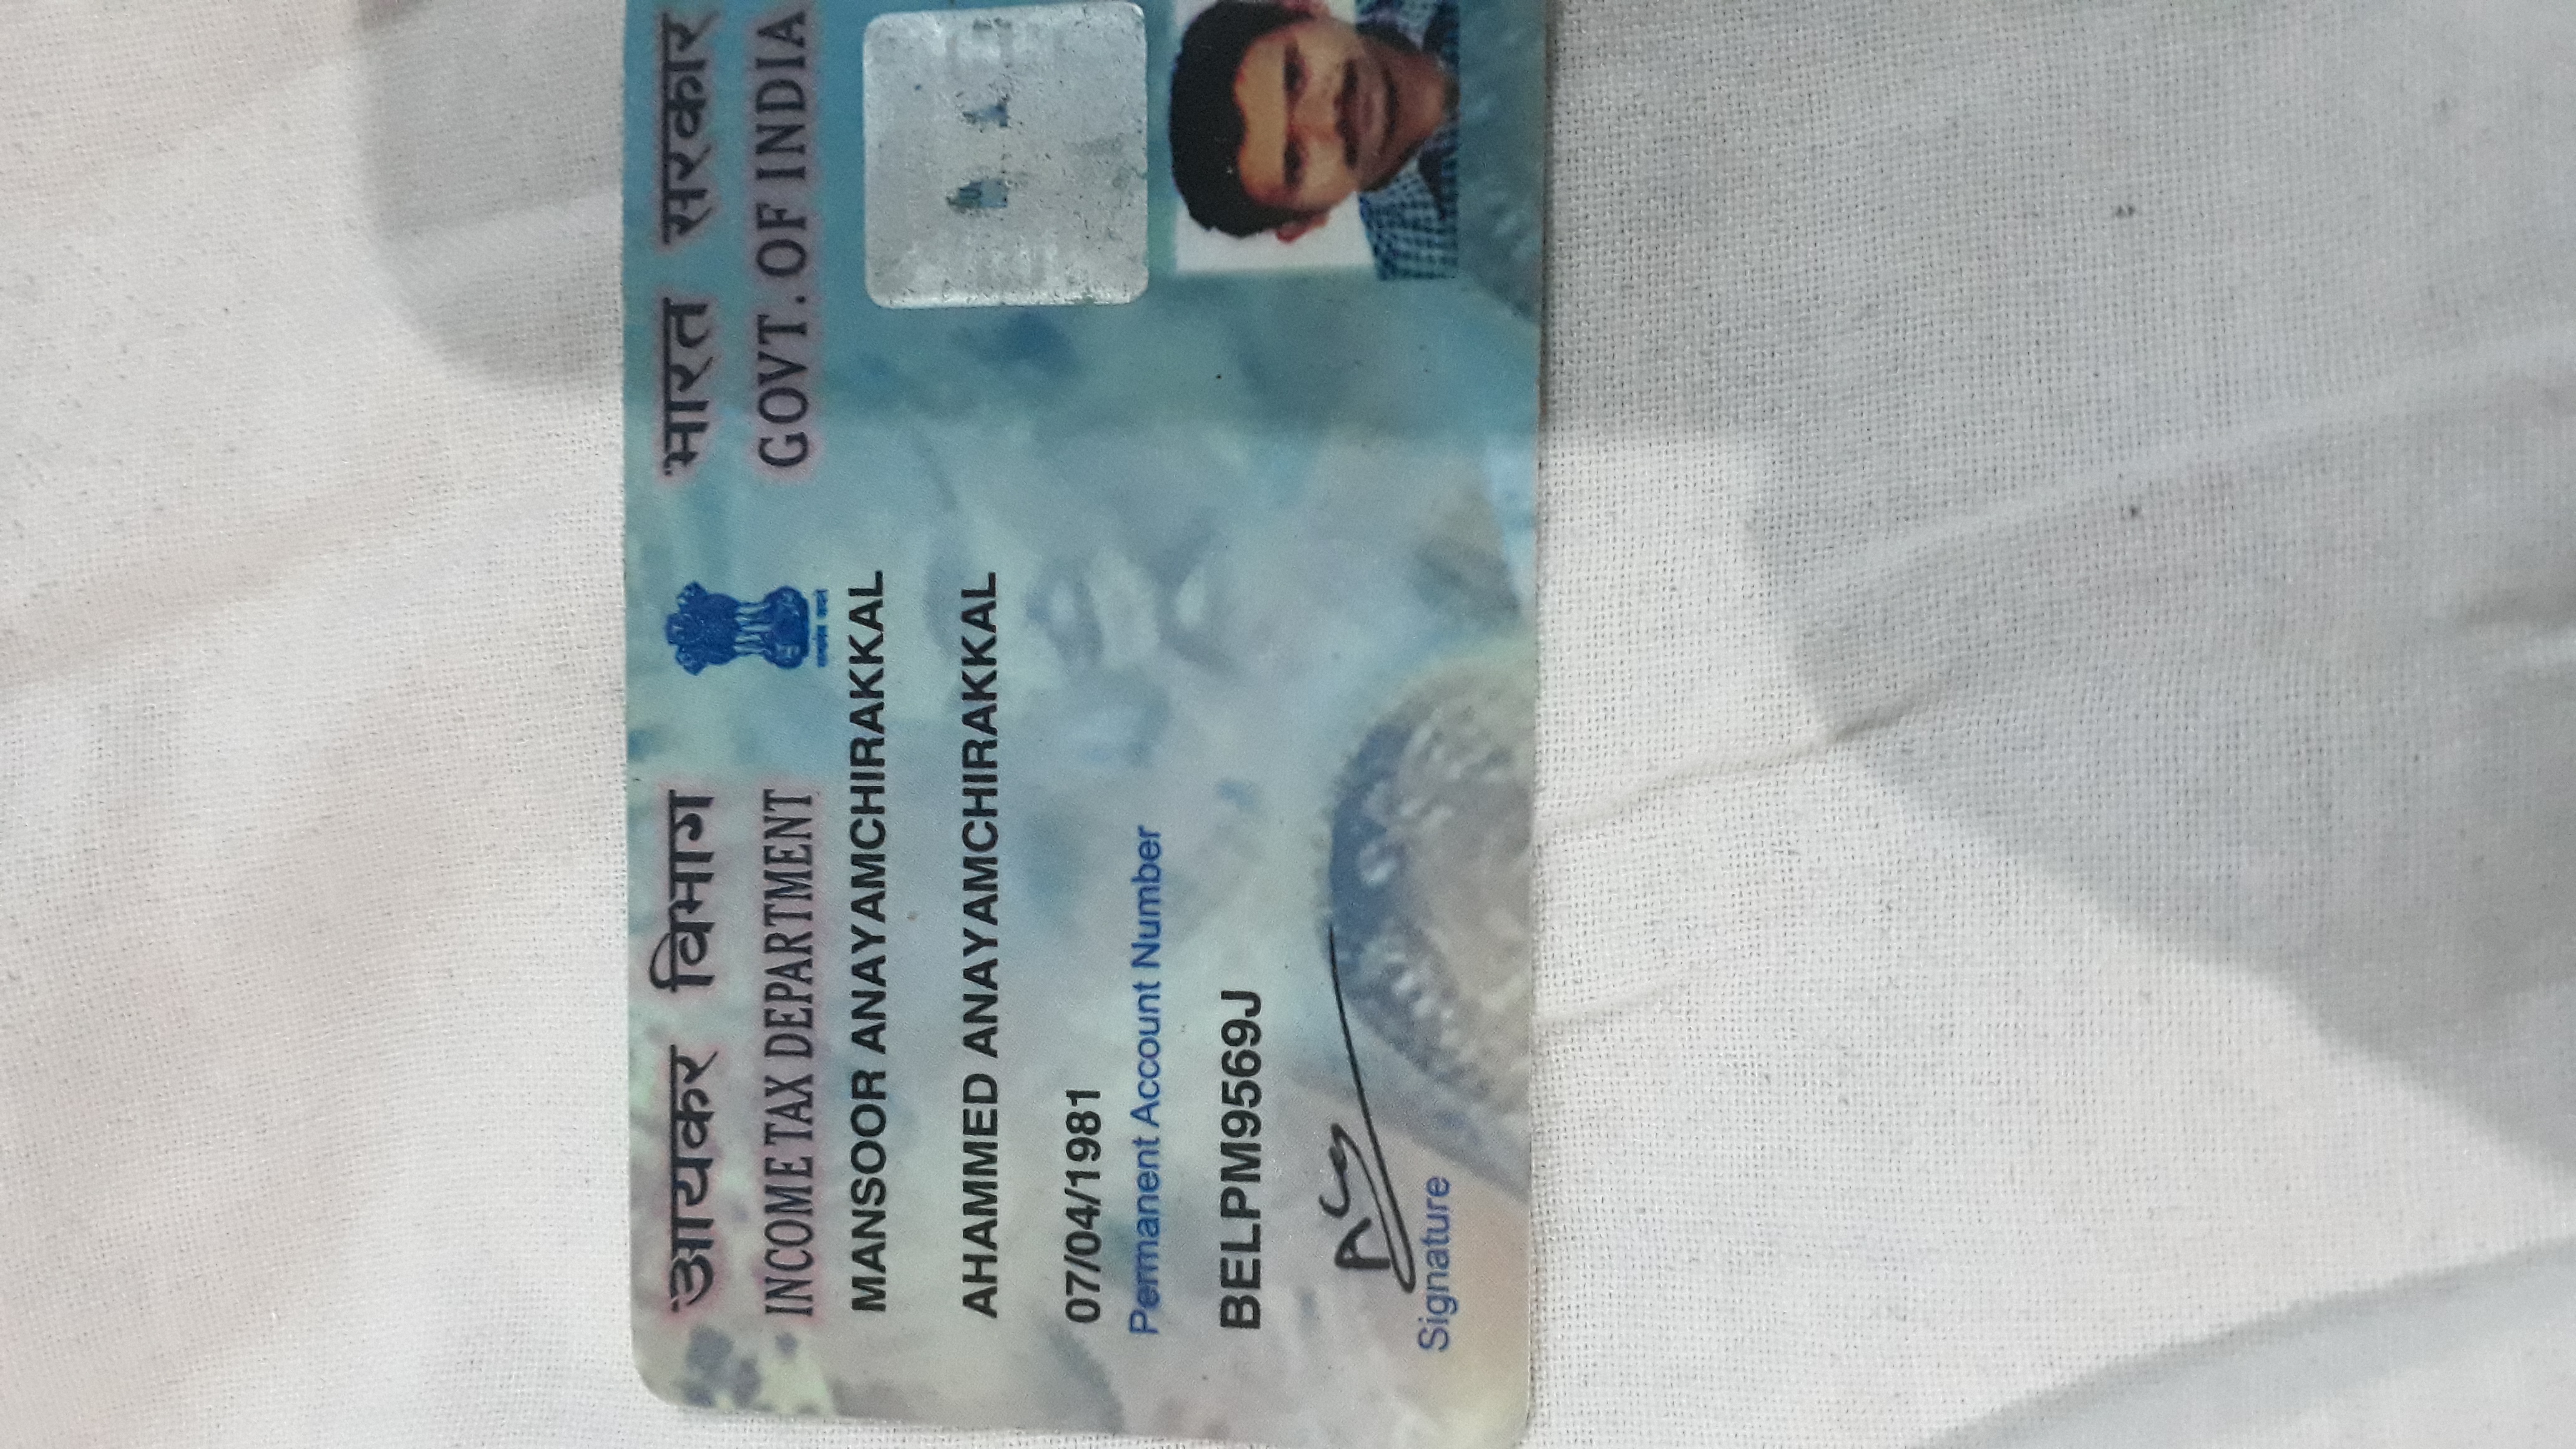 आयकर विभाग
भारत सरकार
INCOME TAX DEPARTMENT
GOVT. OF INDIA
सत्यमेव जयते
MANSOOR ANAYAMCHIRAKKAL
AHAMMED ANAYAMCHIRAKKAL
07/04/1981
Permanent Account Number
BELPM9569J
Signature